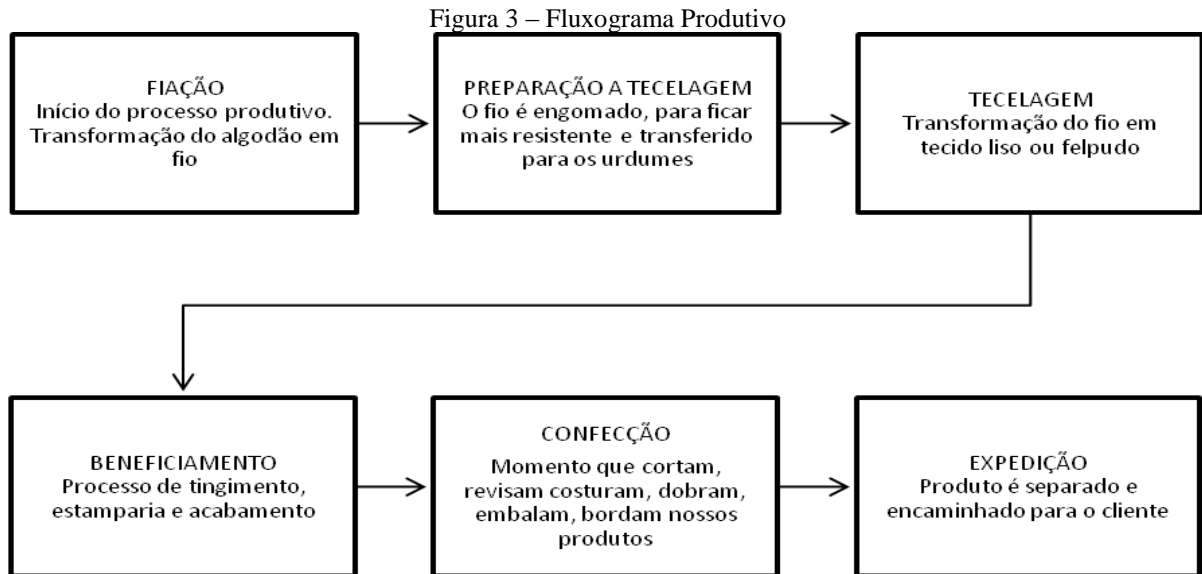 Figura 3 – Fluxograma Produtivo
FIAÇÃO
Início do processo produtivo.
Transformação do algodão em
fio
PREPARAÇÃO A TECELAGEM
O fio é engomado, para ficar
mais resistente e transferido
para os urdumes
TECELAGEM
Transformação do fio em
tecido liso ou felpudo
BENEFICIAMENTO
Processo de tingimento,
estamparia e acabamento
CONFECÇÃO
Momento que cortam,
revisam costuram, dobram,
embalam, bordam nossos
produtos
EXPEDIÇÃO
Produto é separado e
encaminhado para o cliente